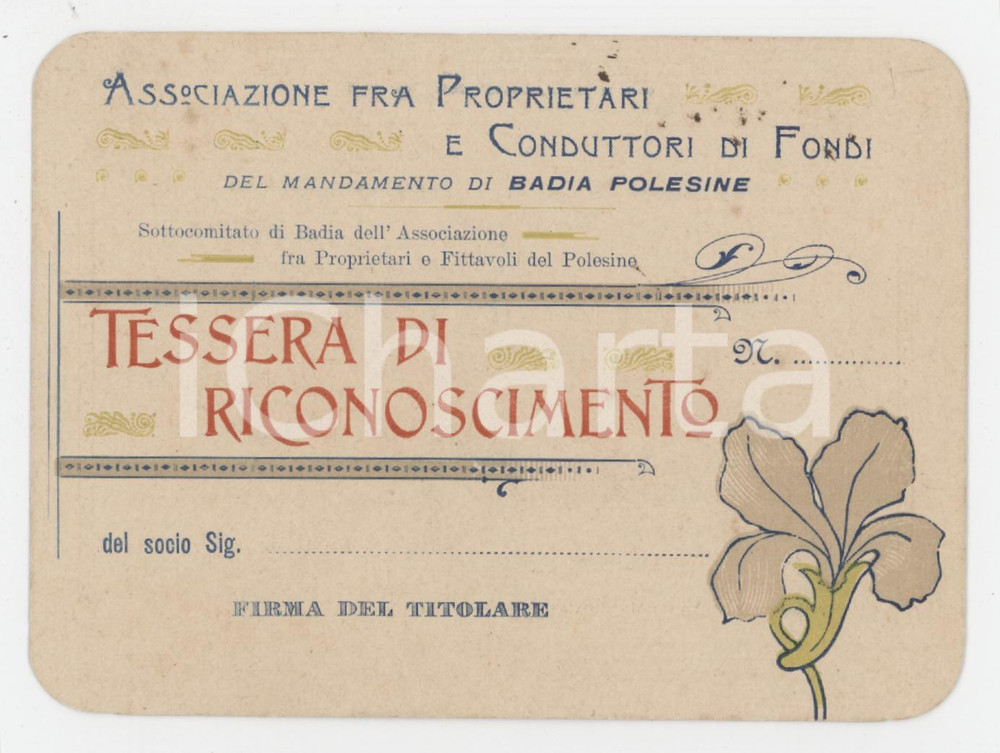 Associazione fra Proprietari
e Conduttori di Fondi
DEL MANDAMENTO DI BADIA POLESINE
Sottocomitato di Badia dell' Associazione
fra Proprietari e Fittavoli del Polesine
TESSERA DI
RICONOSCIMENTO
N. ....................
del socio Sig. ....................
FIRMA DEL TITOLARE
iCharta